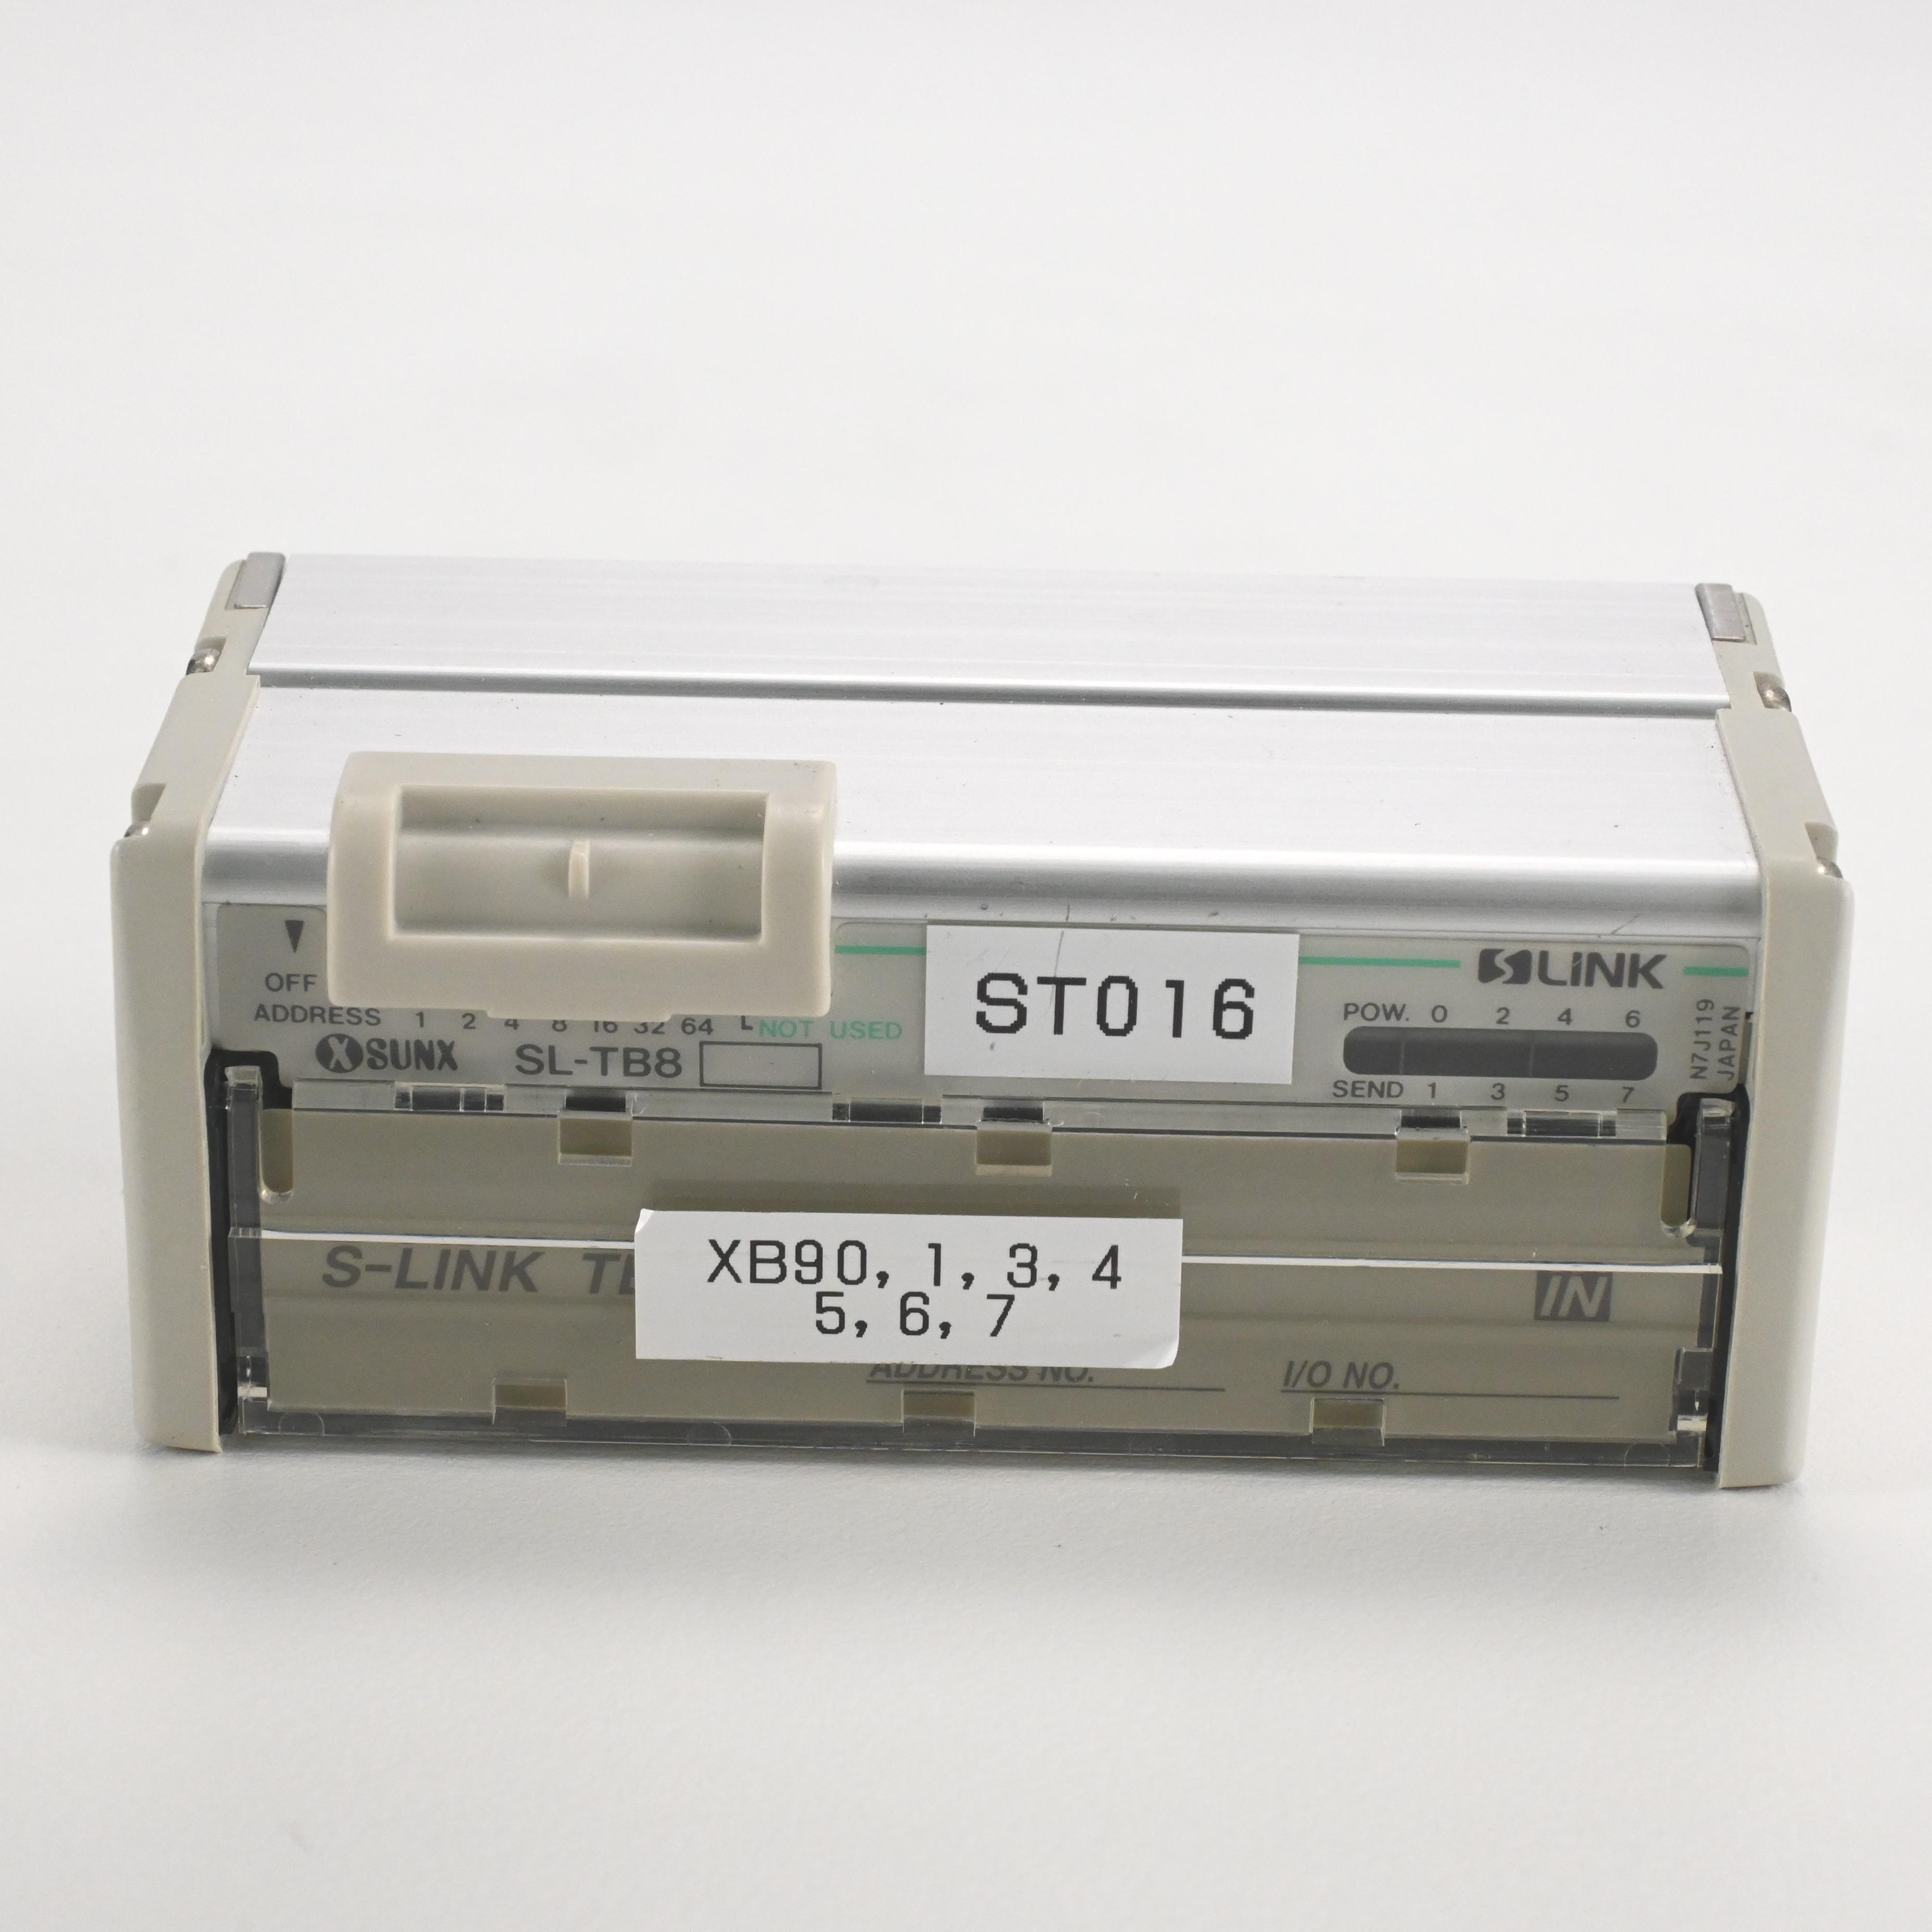 OFF
ADDRESS 1 2 4 8 16 32 64 NOT USED
SUNX SL-TB8
ST016
S LINK
POW. 0 2 4 6
SEND 1 3 5 7
N7J119
JAPAN
S-LINK
XB90, 1, 3, 4
5, 6, 7
IN
ADDRESS NO.
I/O NO.